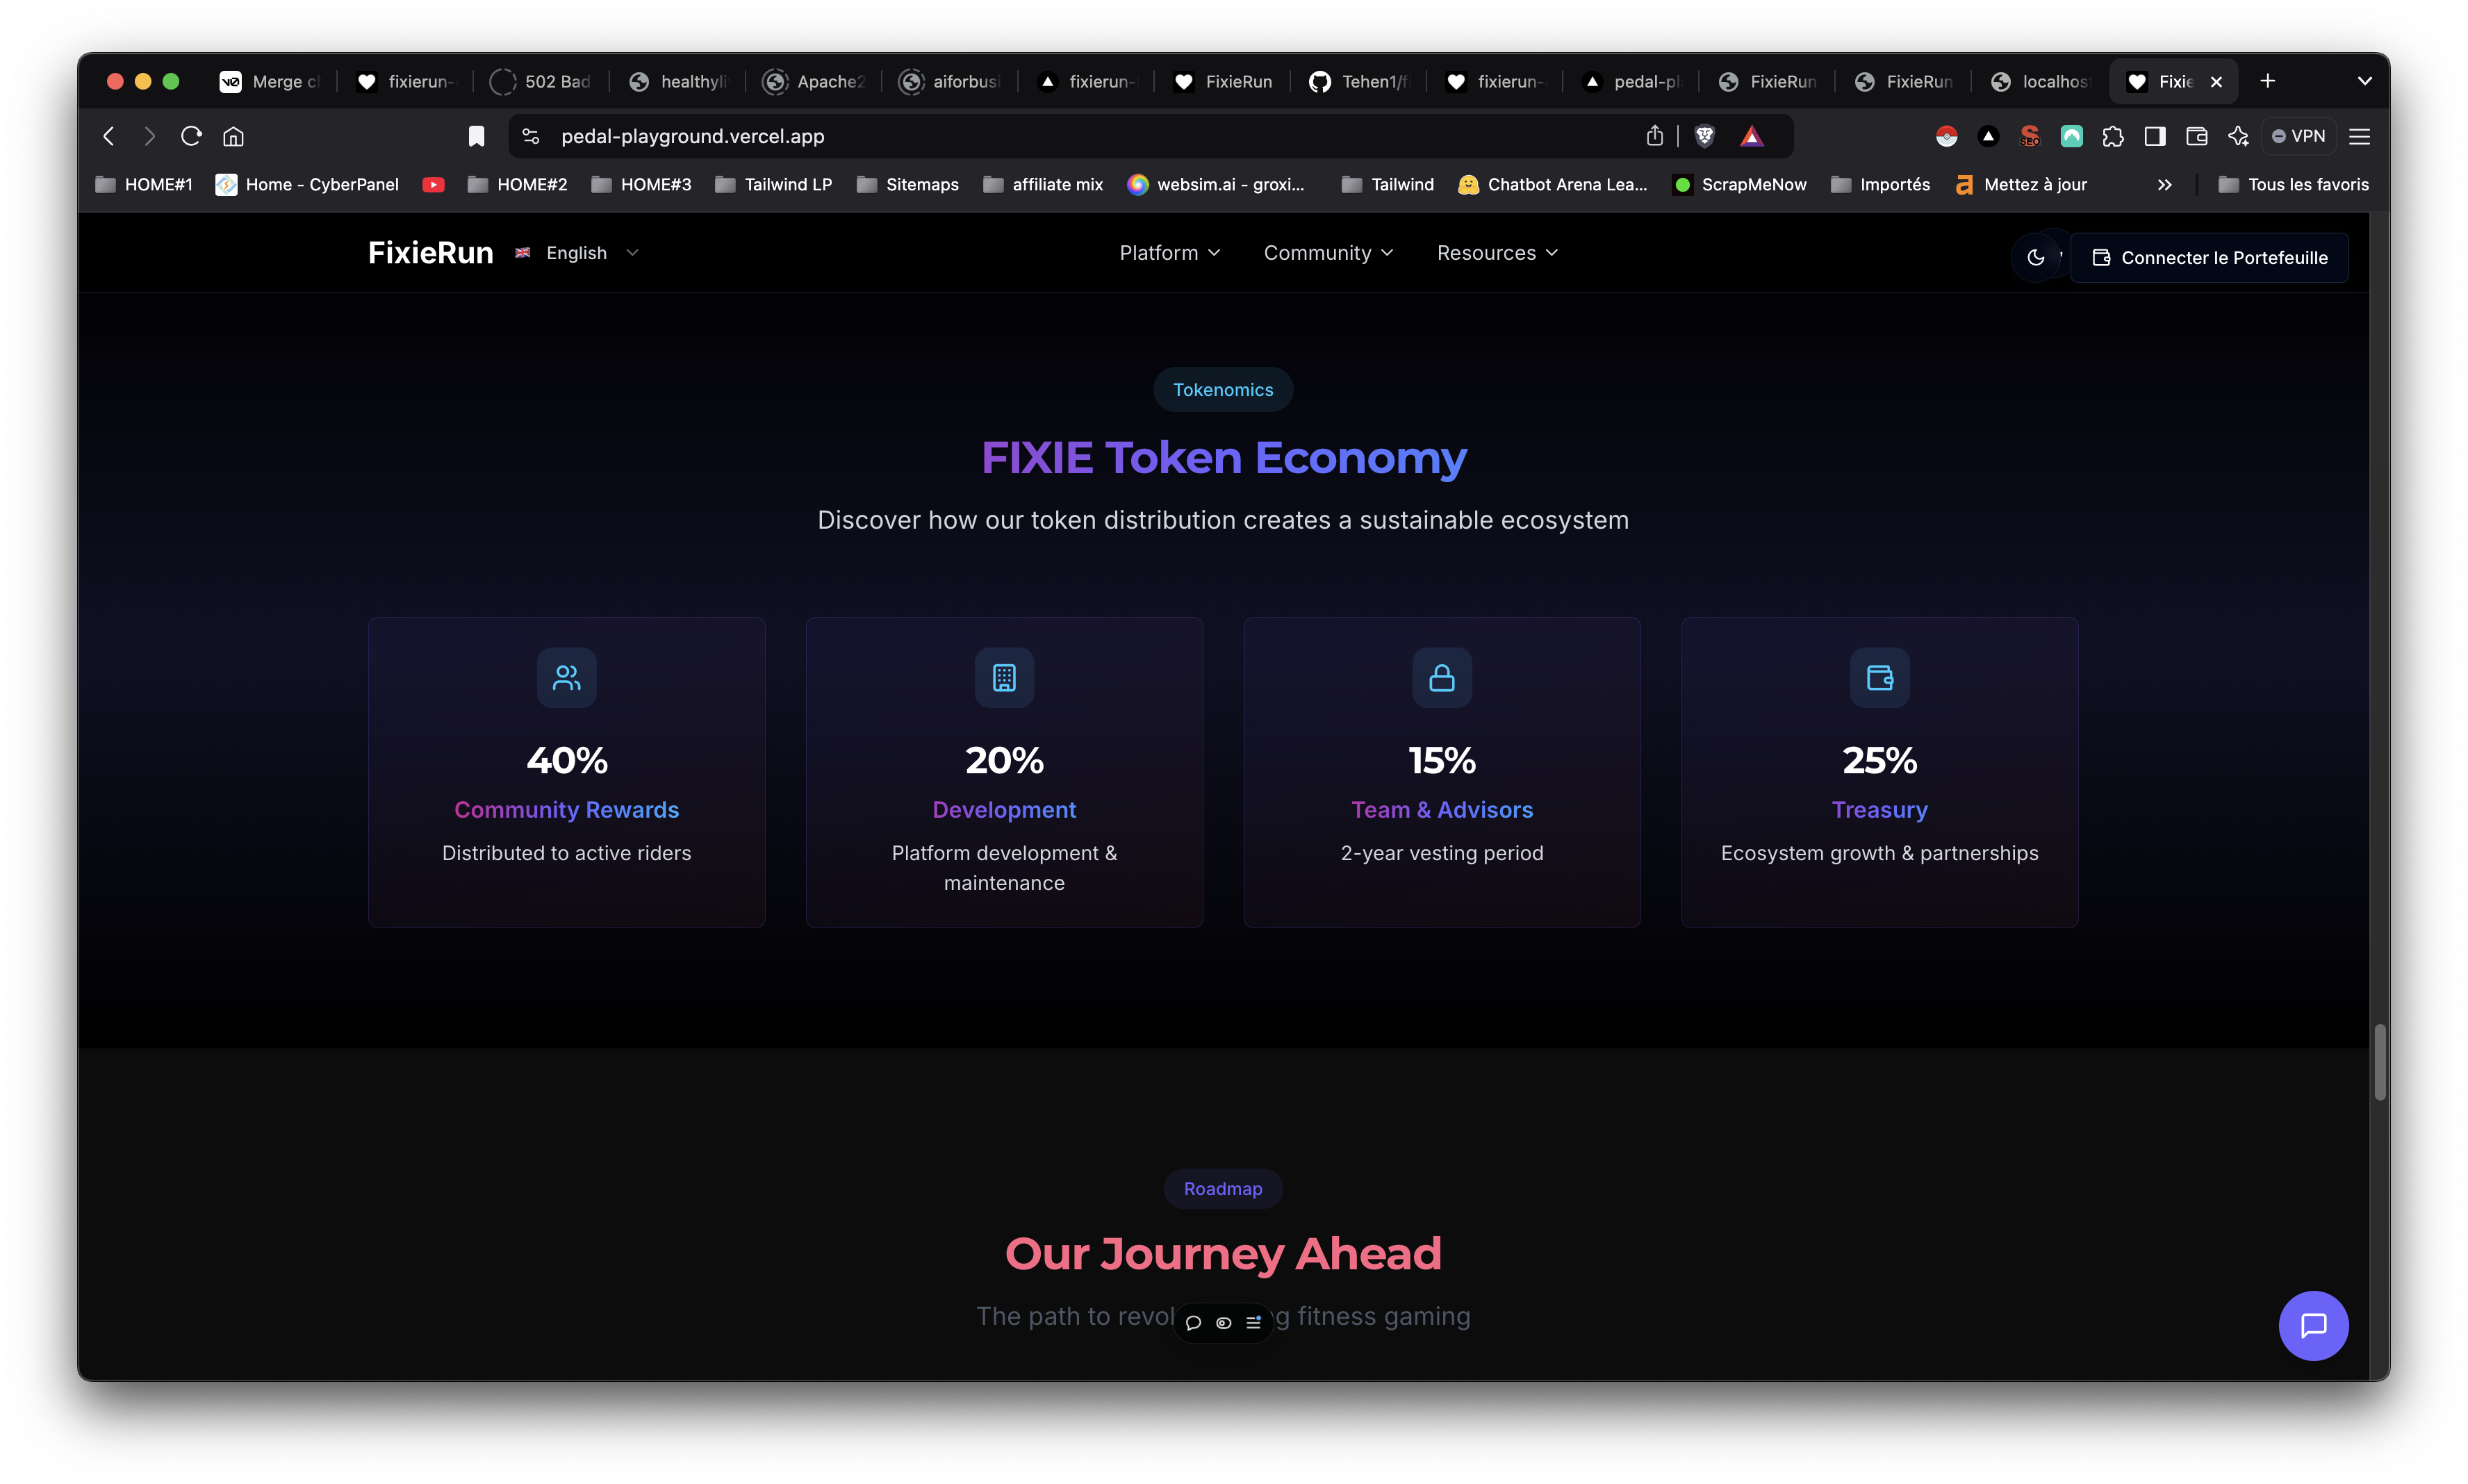 Merge c
fixierun-
502 Bad
healthyli
Apache2
aiforbusi
fixierun-
FixieRun
Tehen1/fi
fixierun-
pedal-pl
FixieRun
FixieRun
localhos
Fixie
pedal-playground.vercel.app
SEO
VPN
HOME#1
Home - CyberPanel
HOME#2
HOME#3
Tailwind LP
Sitemaps
affiliate mix
websim.ai - groxi...
Tailwind
Chatbot Arena Lea...
ScrapMeNow
Importés
Mettez à jour
Tous les favoris
FixieRun
English
Platform
Community
Resources
Connecter le Portefeuille
Tokenomics
FIXIE Token Economy
Discover how our token distribution creates a sustainable ecosystem
40%
Community Rewards
Distributed to active riders
20%
Development
Platform development &
maintenance
15%
Team & Advisors
2-year vesting period
25%
Treasury
Ecosystem growth & partnerships
Roadmap
Our Journey Ahead
The path to revol
g fitness gaming